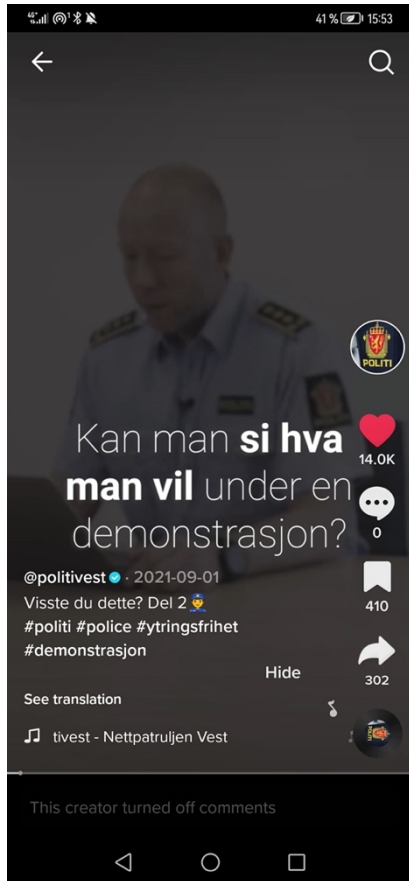 41 % 15:53
POLITI
14.0K
Kan man si hva
man vil under en
demonstrasjon?
0
@politivest · 2021-09-01
Visste du dette? Del 2
#politi #police #ytringsfrihet
#demonstrasjon
410
Hide
302
See translation
tivest - Nettpatruljen Vest
This creator turned off comments